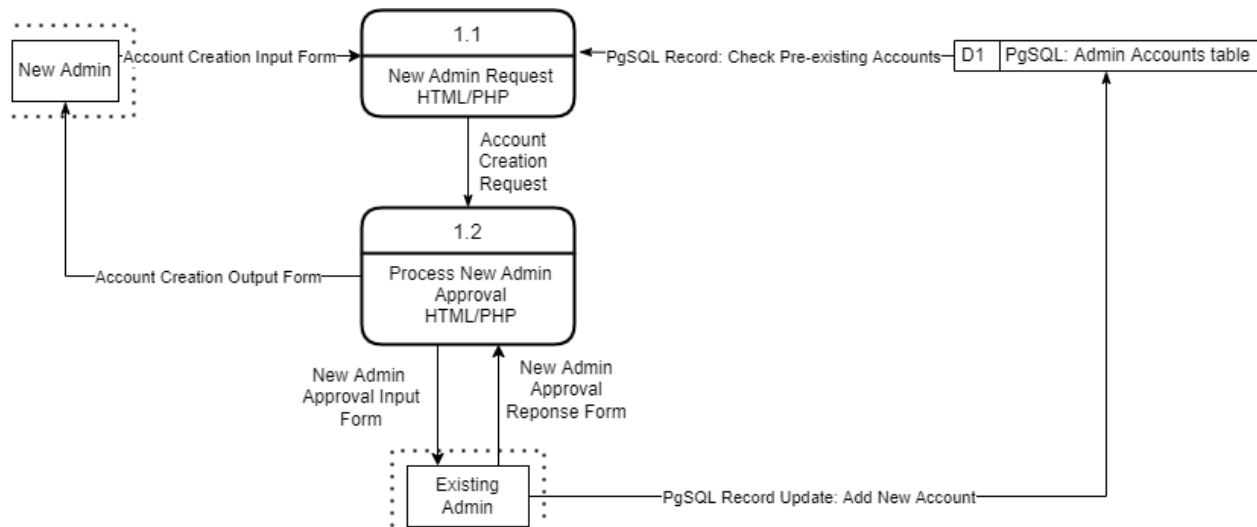 1.1
New Admin
Account Creation Input Form
New Admin Request
HTML/PHP
PgSQL Record: Check Pre-existing Accounts
D1
PgSQL: Admin Accounts table
Account
Creation
Request
1.2
Process New Admin
Approval
HTML/PHP
Account Creation Output Form
New Admin
Approval Input
Form
New Admin
Approval
Reponse Form
Existing
Admin
PgSQL Record Update: Add New Account